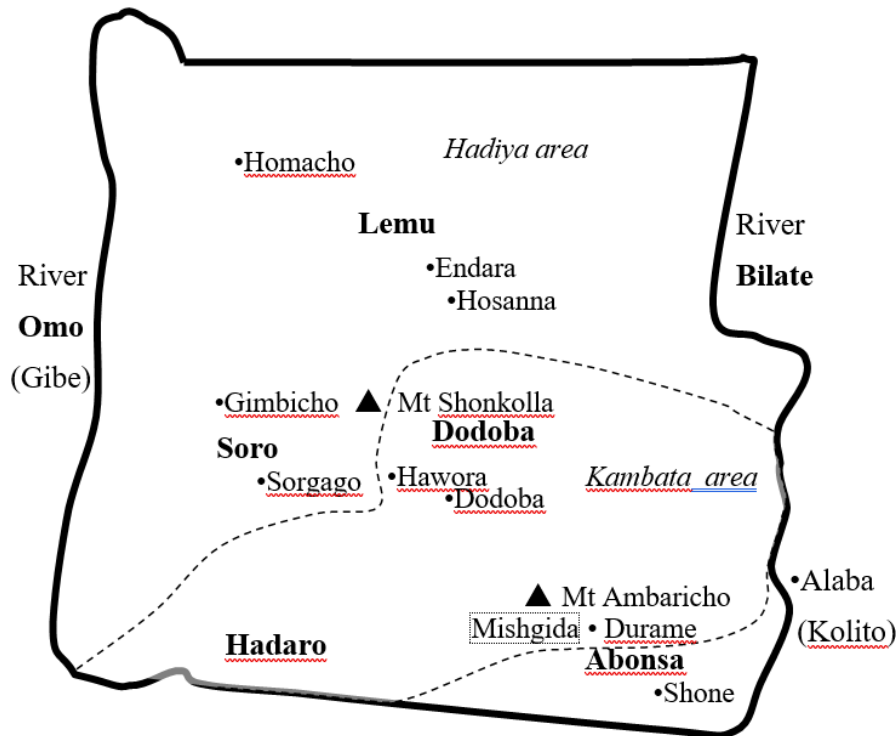 •Homacho
Hadiya area
Lemu
River
Bilate
•Endara
•Hosanna
River
Omo
(Gibe)
•Gimbicho
Mt Shonkolla
Dodoba
Soro
•Sorgago
•Hawora
•Dodoba
Kambata area
•Alaba
(Kolito)
Mt Ambaricho
Mishgida
• Durame
Hadaro
Abonsa
•Shone